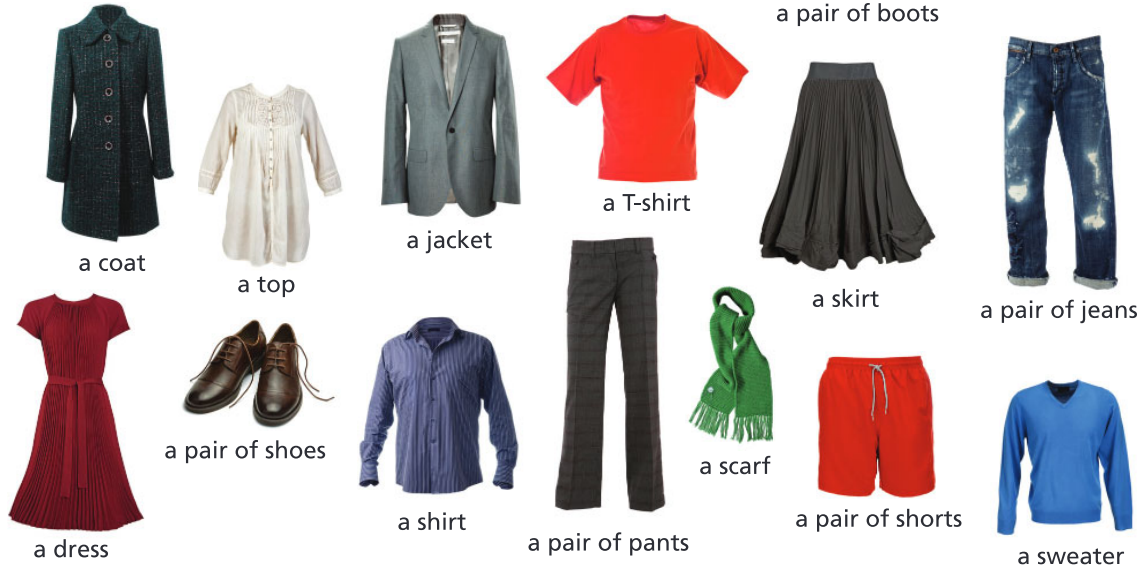 a pair of boots
a coat
a top
a jacket
a T-shirt
a skirt
a pair of jeans
a dress
a pair of shoes
a shirt
a pair of pants
a scarf
a pair of shorts
a sweater